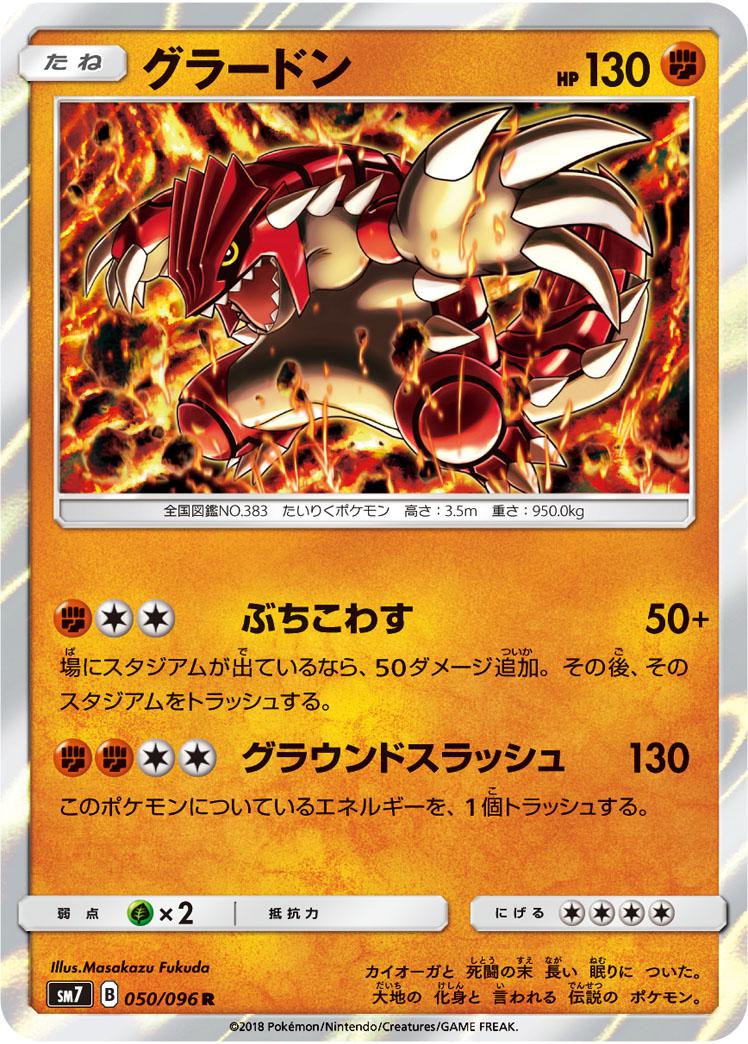 たね グラードン HP 130
全国図鑑NO.383 たいりくポケモン 高さ：3.5m 重さ：950.0kg
ぶちこわす 50+
場にスタジアムが出ているなら、50ダメージ追加。その後、その
スタジアムをトラッシュする。
グラウンドスラッシュ 130
このポケモンについているエネルギーを、1個トラッシュする。
弱点 ×2 抵抗力 にげる
Illus.Masakazu Fukuda
SM7 B 050/096 R
カイオーガと 死闘の末 長い 眠りに ついた。
大地の 化身と 言われる 伝説の ポケモン。
©2018 Pokémon/Nintendo/Creatures/GAME FREAK.